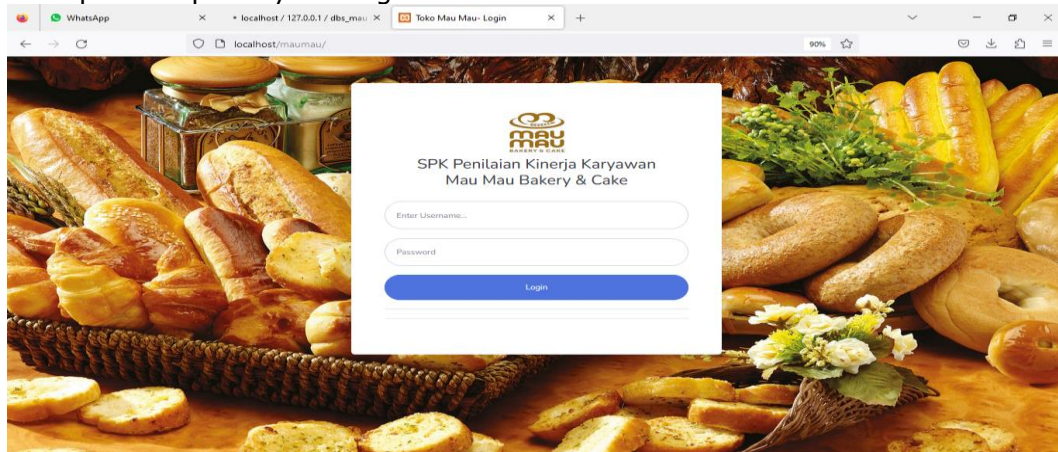 WhatsApp
localhost / 127.0.0.1 / dbs_mau
Toko Mau Mau- Login
localhost/maumau/
90%
MAU
MAU
BAKERY & CAKE
SPK Penilaian Kinerja Karyawan
Mau Mau Bakery & Cake
Enter Username...
Password
Login